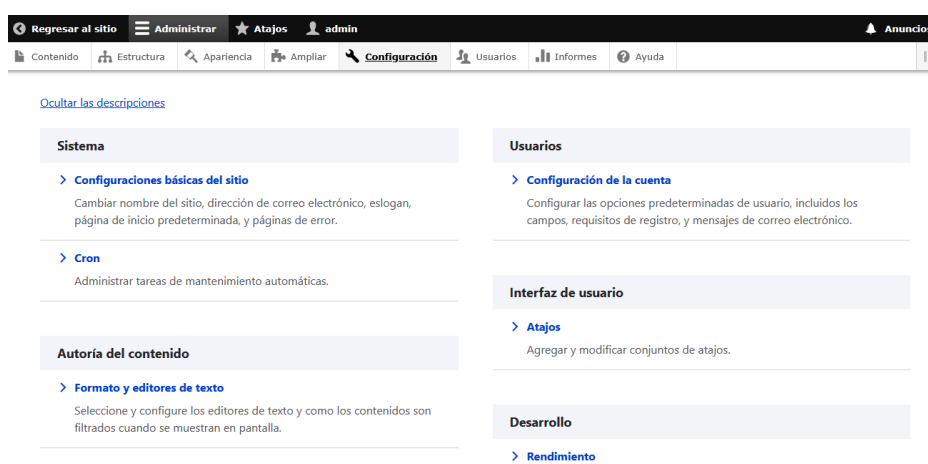 Regresar al sitio Administrar Atajos admin Anuncios
Contenido Estructura Apariencia Ampliar Configuración Usuarios Informes Ayuda
Ocultar las descripciones
Sistema
Configuraciones básicas del sitio
Cambiar nombre del sitio, dirección de correo electrónico, eslogan,
página de inicio predeterminada, y páginas de error.
Cron
Administrar tareas de mantenimiento automáticas.
Autoría del contenido
Formato y editores de texto
Seleccione y configure los editores de texto y como los contenidos son
filtrados cuando se muestran en pantalla.
Usuarios
Configuración de la cuenta
Configurar las opciones predeterminadas de usuario, incluidos los
campos, requisitos de registro, y mensajes de correo electrónico.
Interfaz de usuario
Atajos
Agregar y modificar conjuntos de atajos.
Desarrollo
Rendimiento